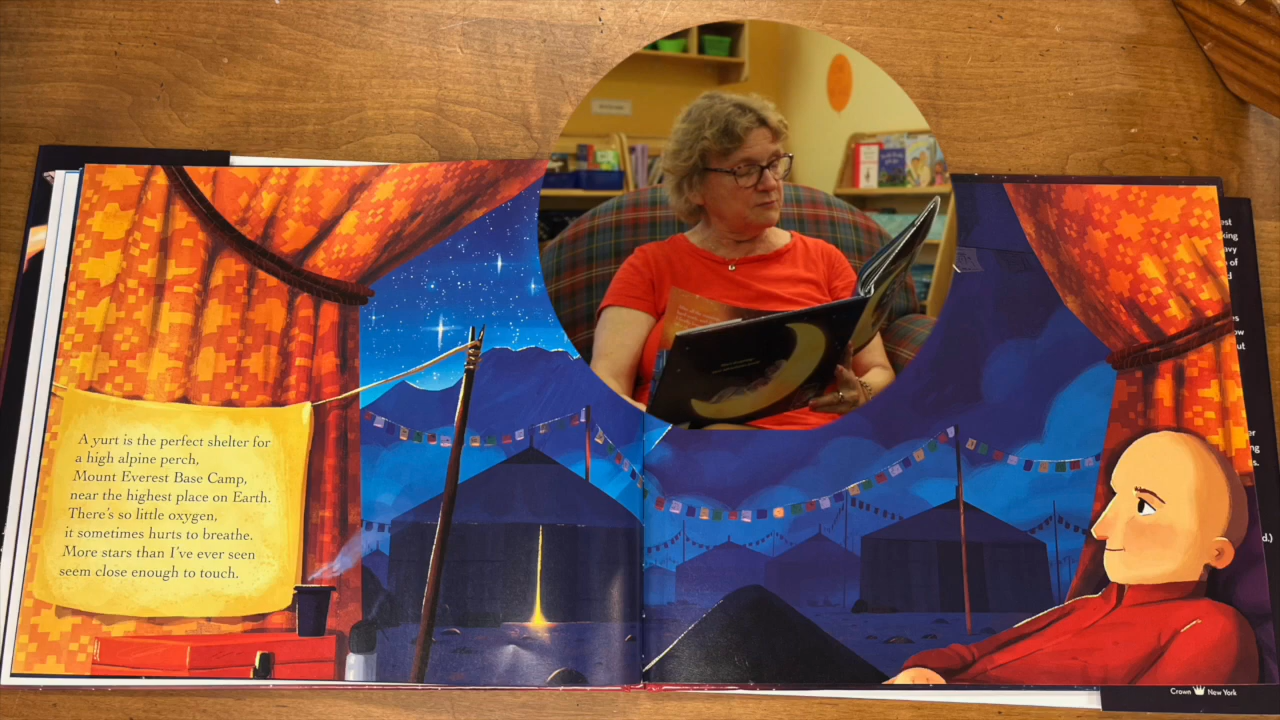 A yurt is the perfect shelter for
a high alpine perch,
Mount Everest Base Camp,
near the highest place on Earth.
There's so little oxygen,
it sometimes hurts to breathe.
More stars than I've ever seen
seem close enough to touch.
Crown New York